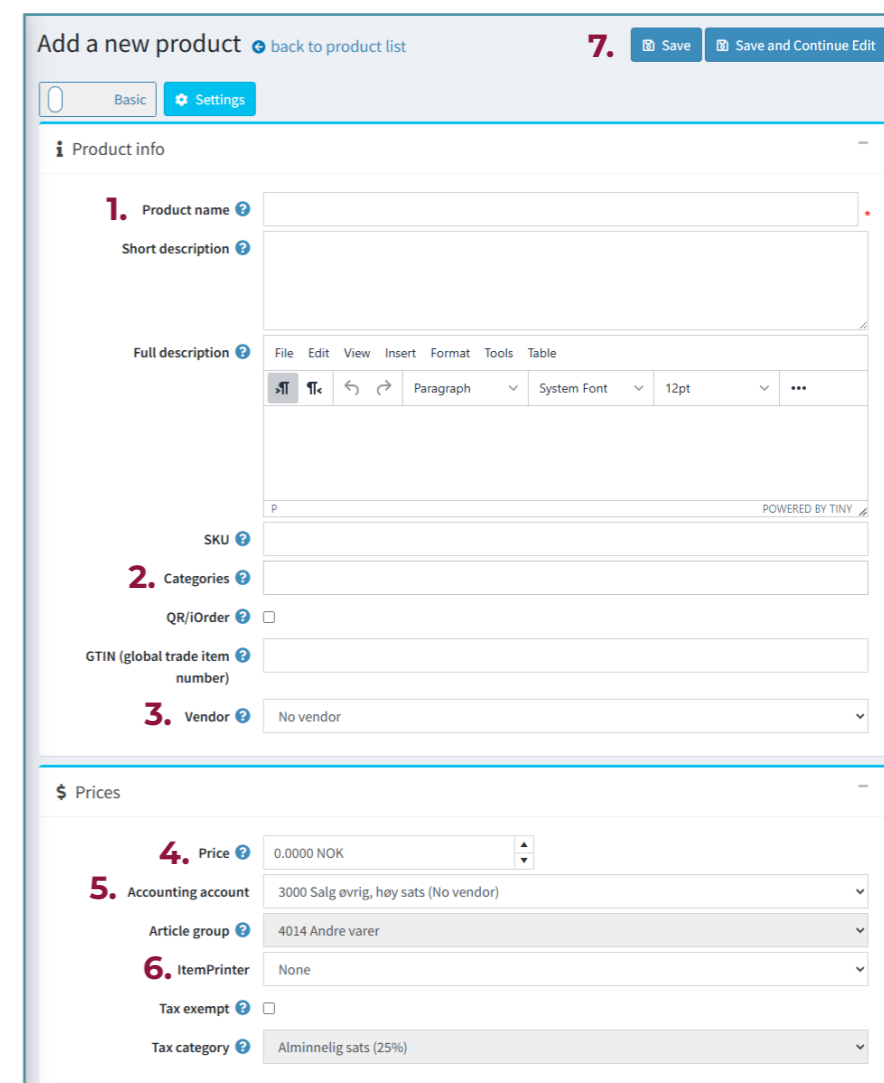 Add a new product back to product list 7. Save Save and Continue Edit
Basic Settings
Product info
1. Product name *
Short description
Full description File Edit View Insert Format Tools Table
Paragraph System Font 12pt
P POWERED BY TINY
SKU
2. Categories
QR/iOrder
GTIN (global trade item
number)
3. Vendor No vendor
$ Prices
4. Price 0.0000 NOK
5. Accounting account 3000 Salg øvrig, høy sats (No vendor)
Article group 4014 Andre varer
6. ItemPrinter None
Tax exempt
Tax category Alminnelig sats (25%)